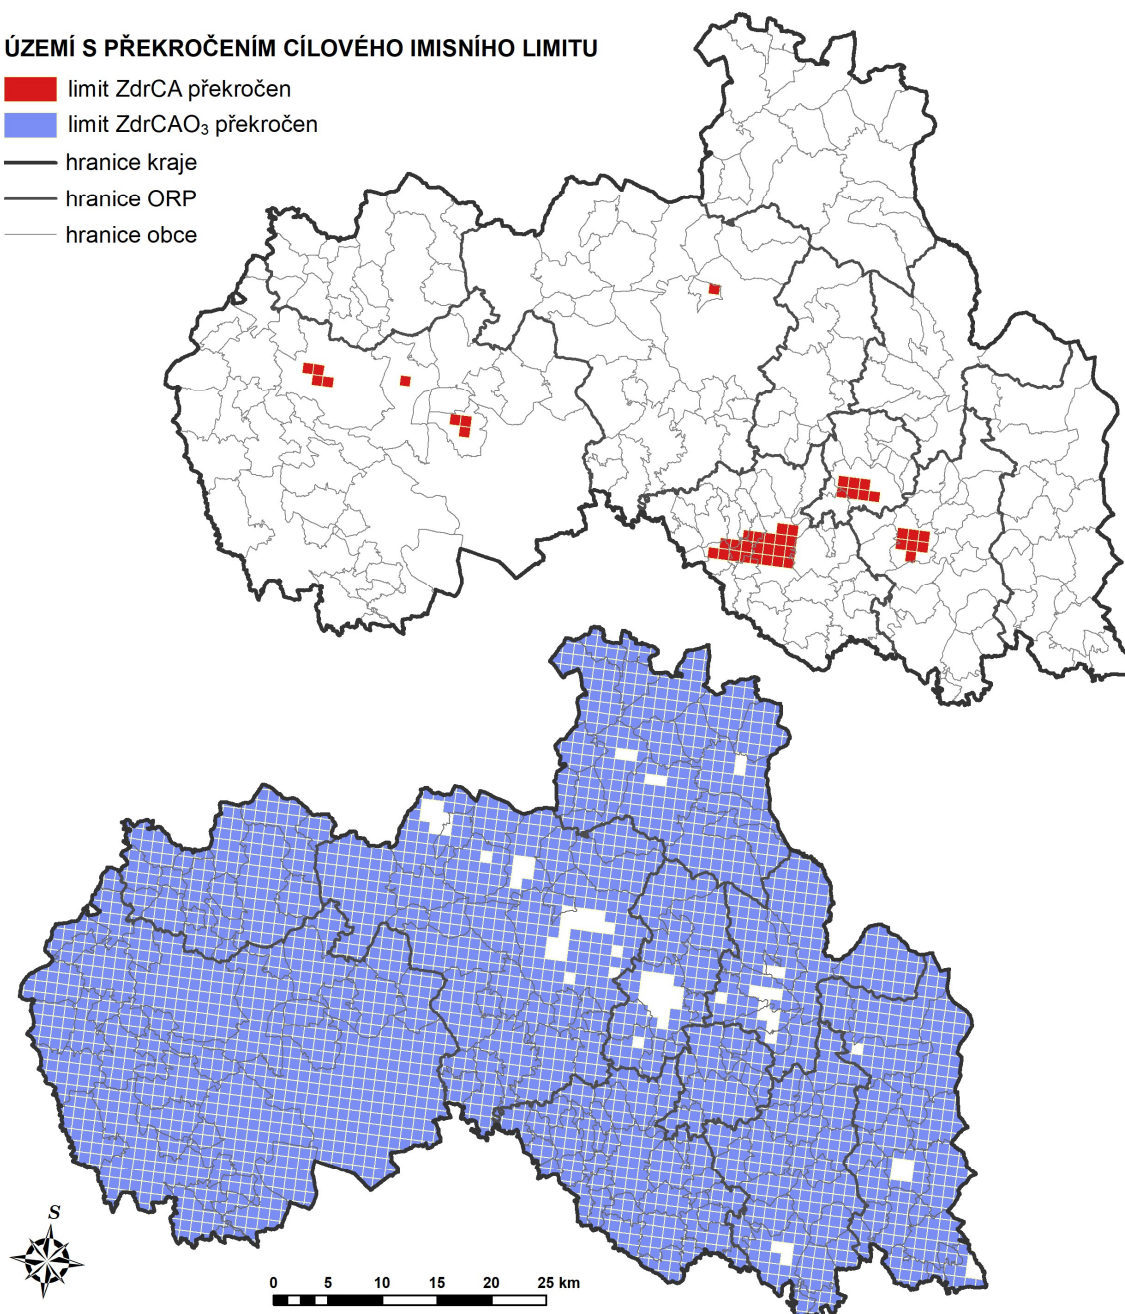 ÚZEMÍ S PŘEKROČENÍM CÍLOVÉHO IMISNÍHO LIMITU
limit ZdrCA překročen
limit ZdrCAO₃ překročen
hranice kraje
hranice ORP
hranice obce
S
0 5 10 15 20 25 km